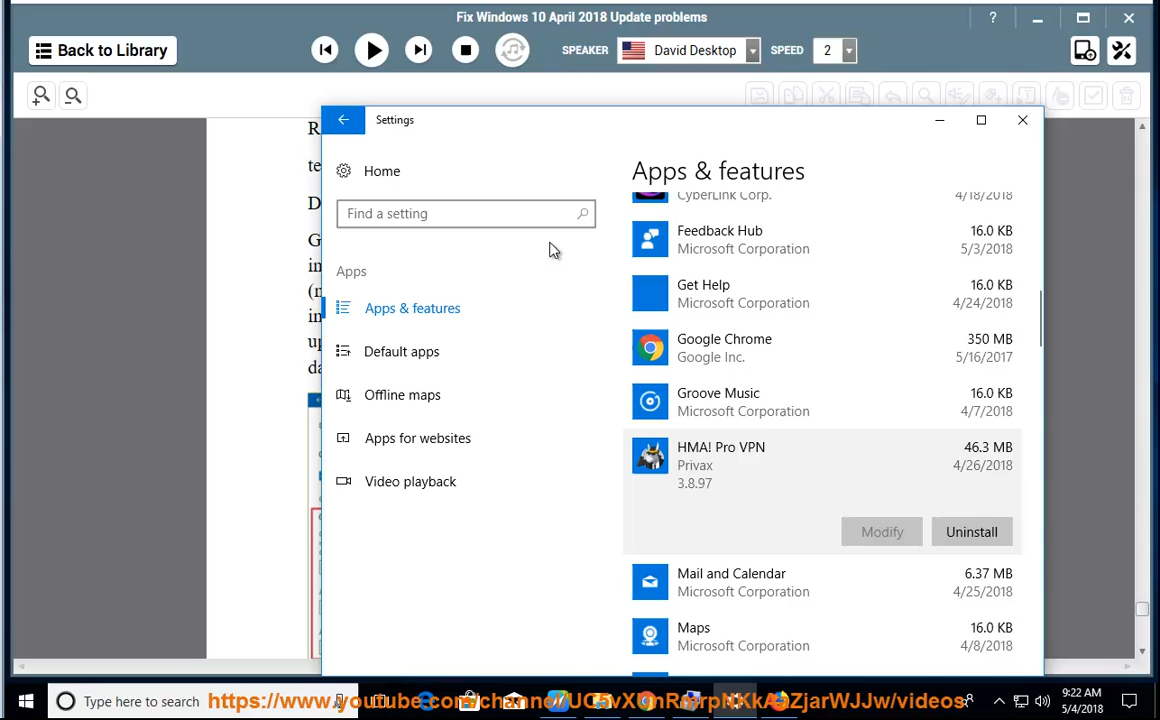 Fix Windows 10 April 2018 Update problems
?
Back to Library
SPEAKER
David Desktop
SPEED
2
R
te
D
G
in
(n
in
up
da
Settings
Home
Find a setting
Apps
Apps & features
Default apps
Offline maps
Apps for websites
Video playback
Apps & features
CyberLink Corp.
4/18/2018
Feedback Hub
16.0 KB
Microsoft Corporation
5/3/2018
Get Help
16.0 KB
Microsoft Corporation
4/24/2018
Google Chrome
350 MB
Google Inc.
5/16/2017
Groove Music
16.0 KB
Microsoft Corporation
4/7/2018
HMA! Pro VPN
46.3 MB
Privax
4/26/2018
3.8.97
Modify
Uninstall
Mail and Calendar
6.37 MB
Microsoft Corporation
4/25/2018
Maps
16.0 KB
Microsoft Corporation
4/8/2018
Type here to search
9:22 AM
5/4/2018